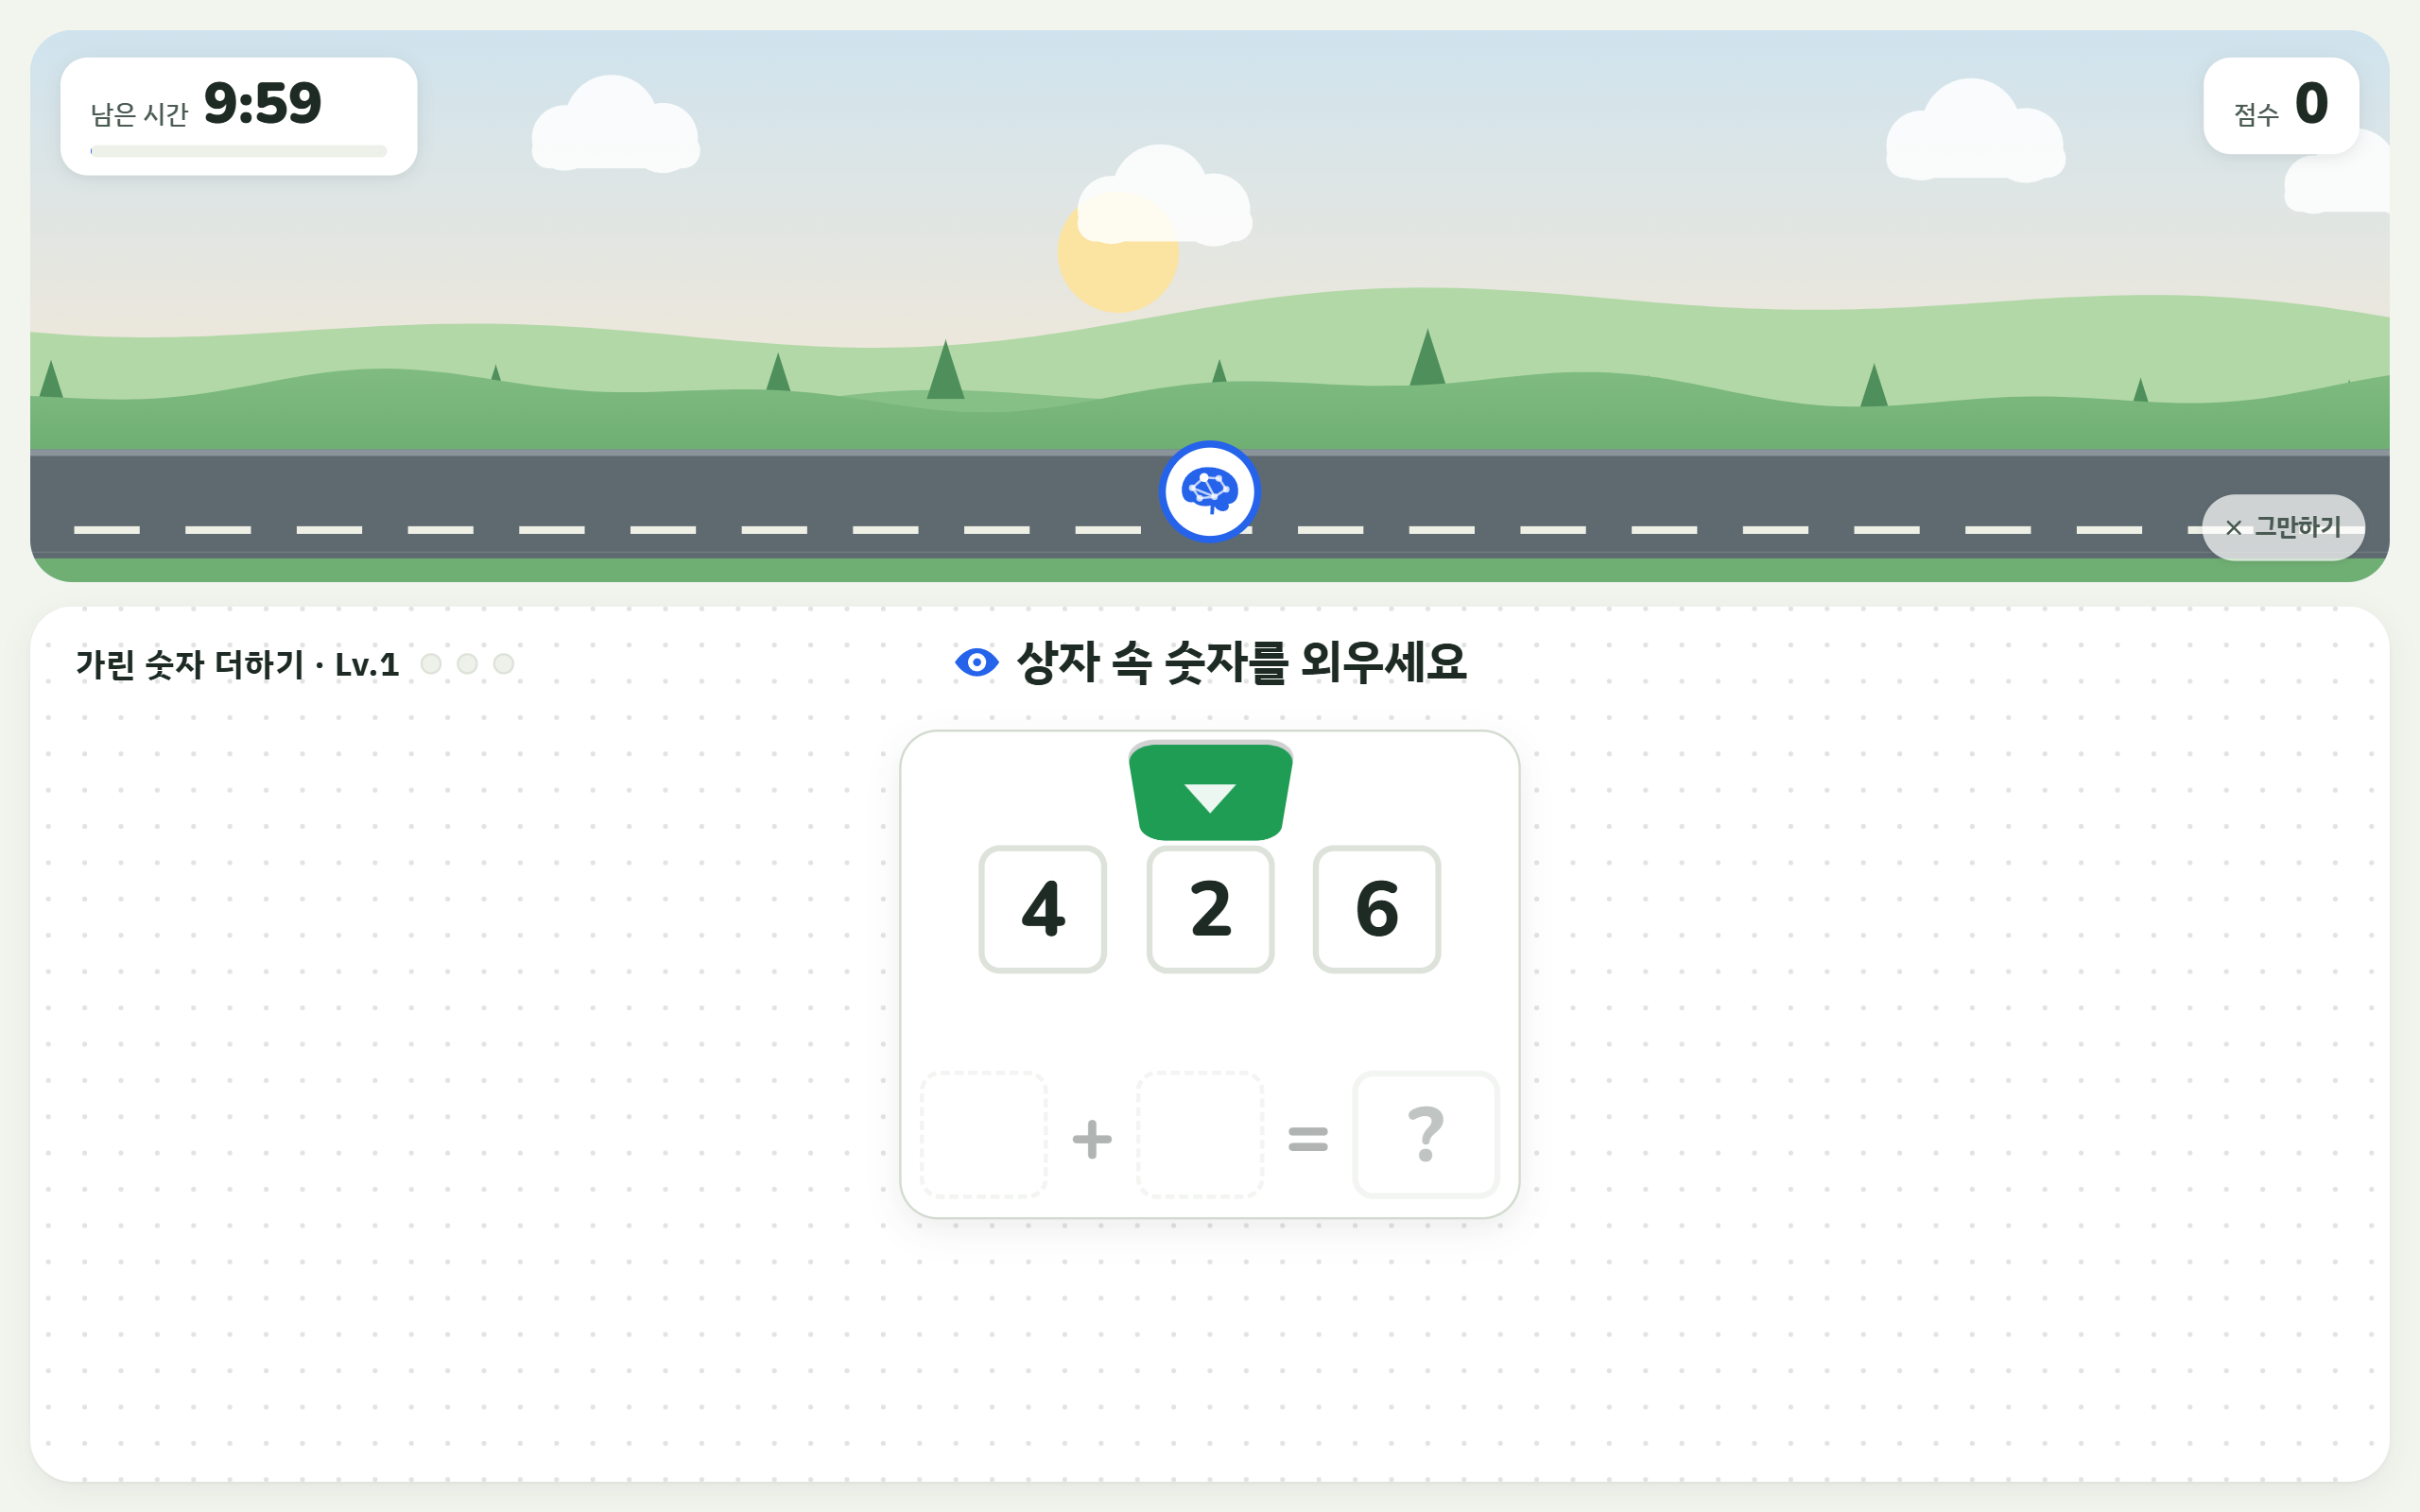 남은 시간 9:59
점수 0
× 그만하기
가린 숫자 더하기 · Lv.1
상자 속 숫자를 외우세요
4 2 6
+ = ?